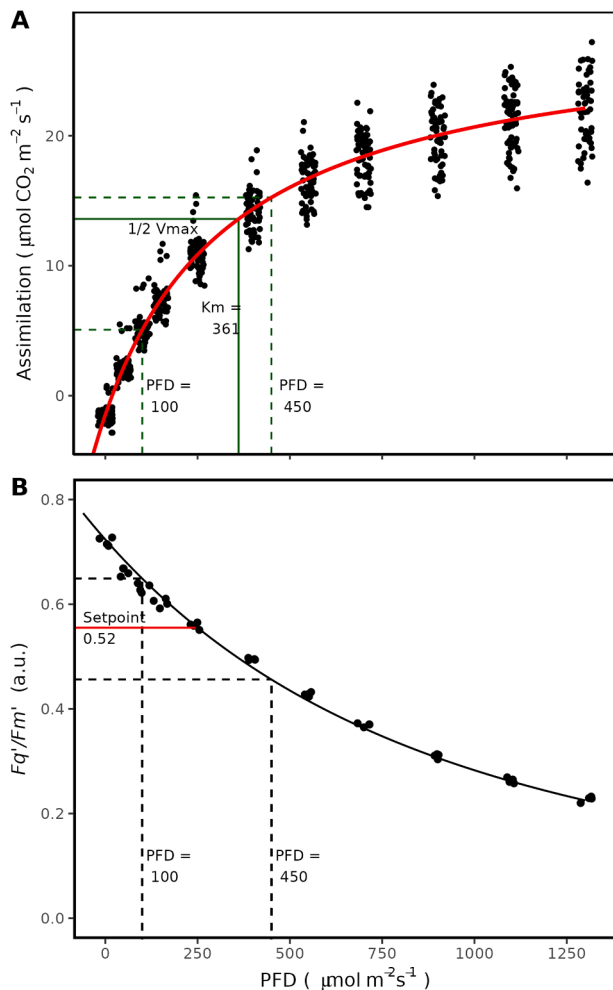 A
Assimilation ( μmol CO₂ m⁻² s⁻¹ )
20
10
0
1/2 Vmax
Km =
361
PFD =
100
PFD =
450
B
Fq'/Fm' (a.u.)
0.8
0.6
0.4
0.2
0.0
Setpoint
0.52
PFD =
100
PFD =
450
0
250
500
750
1000
1250
PFD ( μmol m⁻²s⁻¹ )